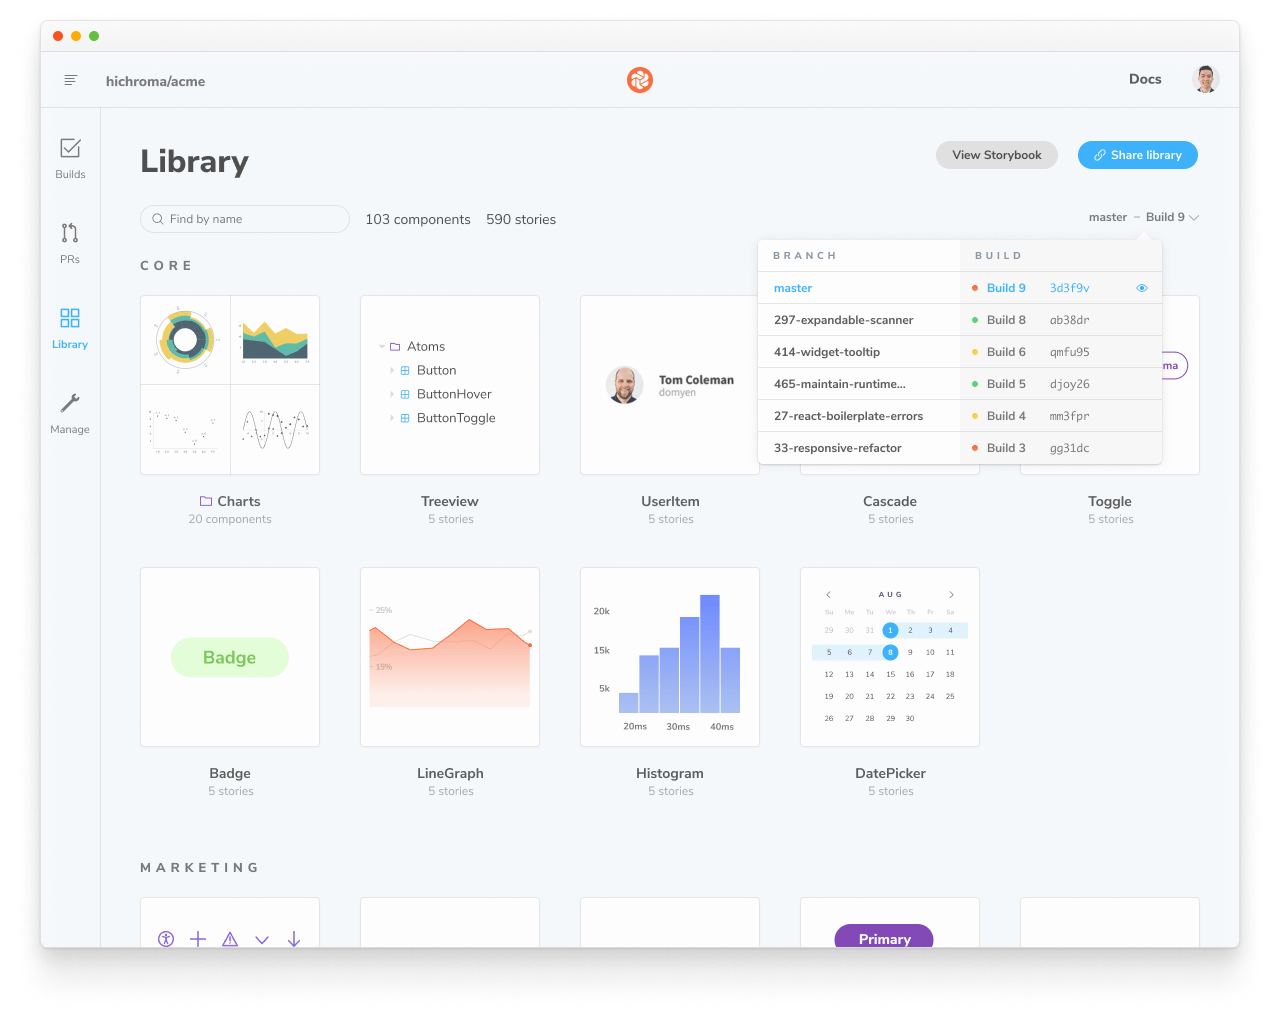 hichroma/acme
Docs
Builds
PRs
Library
Manage
Library
View Storybook
Share library
Find by name
103 components 590 stories
master – Build 9
BRANCH BUILD
master Build 9 3d3f9v
297-expandable-scanner Build 8 ab38dr
414-widget-tooltip Build 6 qmfu95
465-maintain-runtime... Build 5 djoy26
27-react-boilerplate-errors Build 4 mm3fpr
33-responsive-refactor Build 3 gg31dc
CORE
Atoms
Button
ButtonHover
ButtonToggle
Tom Coleman
domyen
ma
Charts
20 components
Treeview
5 stories
UserItem
5 stories
Cascade
5 stories
Toggle
5 stories
Badge
25%
15%
20k
15k
5k
20ms 30ms 40ms
AUG
Su Mo Tu We Th Fr Sa
29 30 31 1 2 3 4
5 6 7 8 9 10 11
12 13 14 15 16 17 18
19 20 21 22 23 24 25
26 27 28 29 30
Badge
5 stories
LineGraph
5 stories
Histogram
5 stories
DatePicker
5 stories
MARKETING
Primary